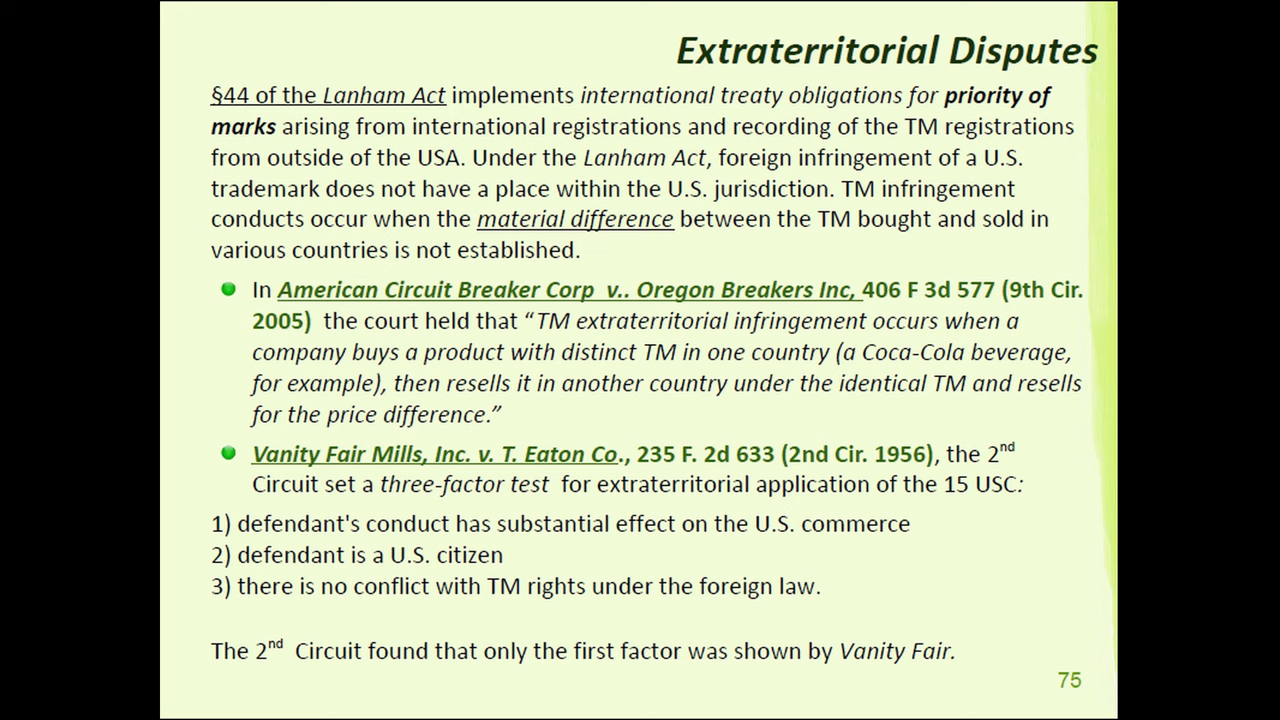 Extraterritorial Disputes
§44 of the Lanham Act implements international treaty obligations for priority of
marks arising from international registrations and recording of the TM registrations
from outside of the USA. Under the Lanham Act, foreign infringement of a U.S.
trademark does not have a place within the U.S. jurisdiction. TM infringement
conducts occur when the material difference between the TM bought and sold in
various countries is not established.
In American Circuit Breaker Corp v.. Oregon Breakers Inc, 406 F 3d 577 (9th Cir.
2005) the court held that “TM extraterritorial infringement occurs when a
company buys a product with distinct TM in one country (a Coca-Cola beverage,
for example), then resells it in another country under the identical TM and resells
for the price difference.”
Vanity Fair Mills, Inc. v. T. Eaton Co., 235 F. 2d 633 (2nd Cir. 1956), the 2nd
Circuit set a three-factor test for extraterritorial application of the 15 USC:
1) defendant's conduct has substantial effect on the U.S. commerce
2) defendant is a U.S. citizen
3) there is no conflict with TM rights under the foreign law.
The 2nd Circuit found that only the first factor was shown by Vanity Fair.
75